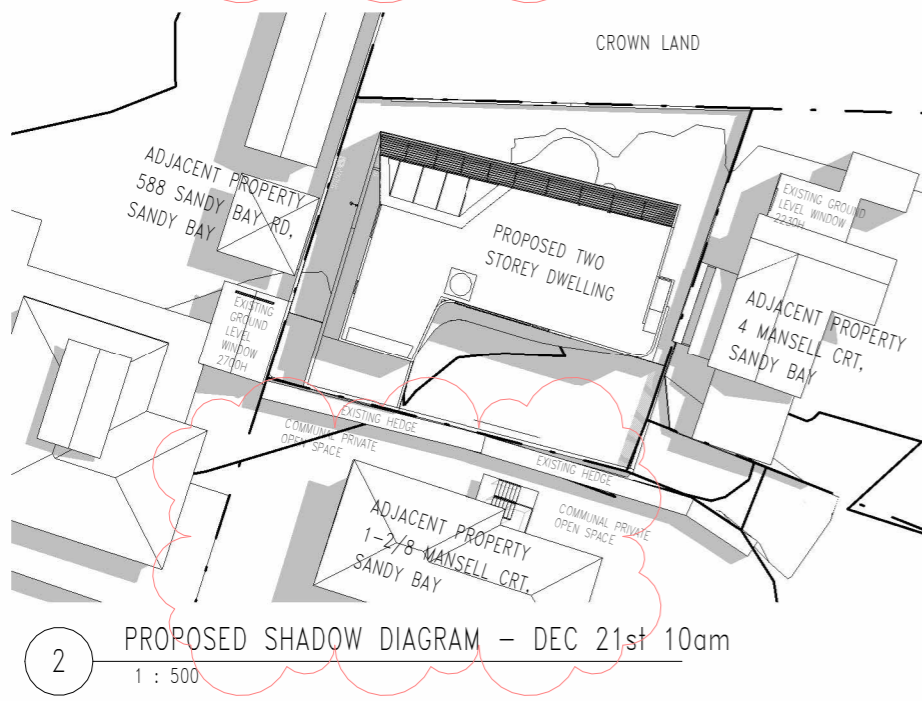 CROWN LAND
ADJACENT PROPERTY
588 SANDY BAY RD,
SANDY BAY
EXISTING GROUND
LEVEL WINDOW
2230H
PROPOSED TWO
STOREY DWELLING
ADJACENT PROPERTY
4 MANSELL CRT,
SANDY BAY
EXISTING
GROUND
LEVEL
WINDOW
2700H
EXISTING HEDGE
COMMUNAL PRIVATE
OPEN SPACE
EXISTING HEDGE
COMMUNAL PRIVATE
OPEN SPACE
ADJACENT PROPERTY
1-2/8 MANSELL CRT,
SANDY BAY
2
PROPOSED SHADOW DIAGRAM – DEC 21st 10am
1 : 500